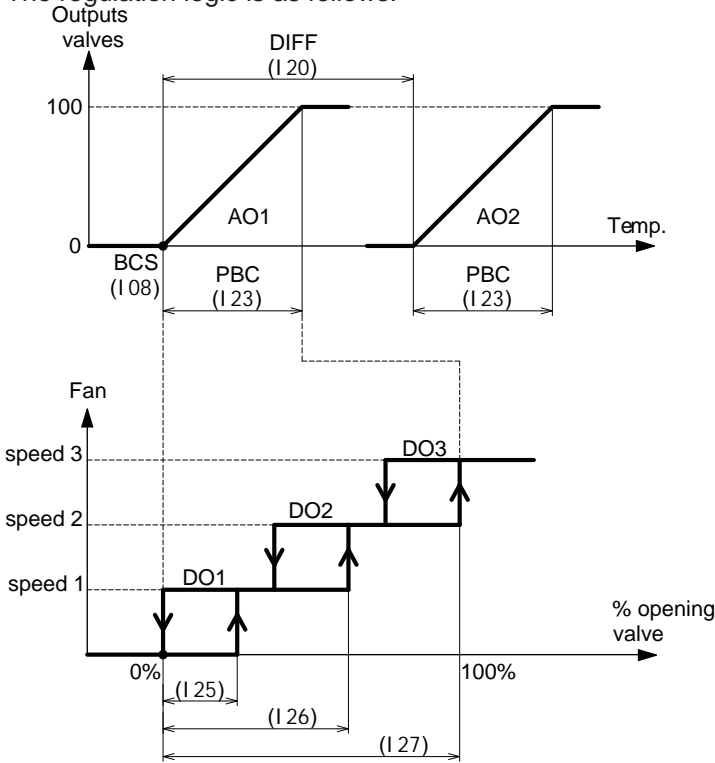 The regulation logic is as follows:
Outputs
valves
DIFF
(I 20)
100
AO1
AO2
Temp.
0
BCS
(I 08)
PBC
(I 23)
PBC
(I 23)
Fan
speed 3
DO3
speed 2
DO2
speed 1
DO1
% opening
valve
0%
100%
(I 25)
(I 26)
(I 27)